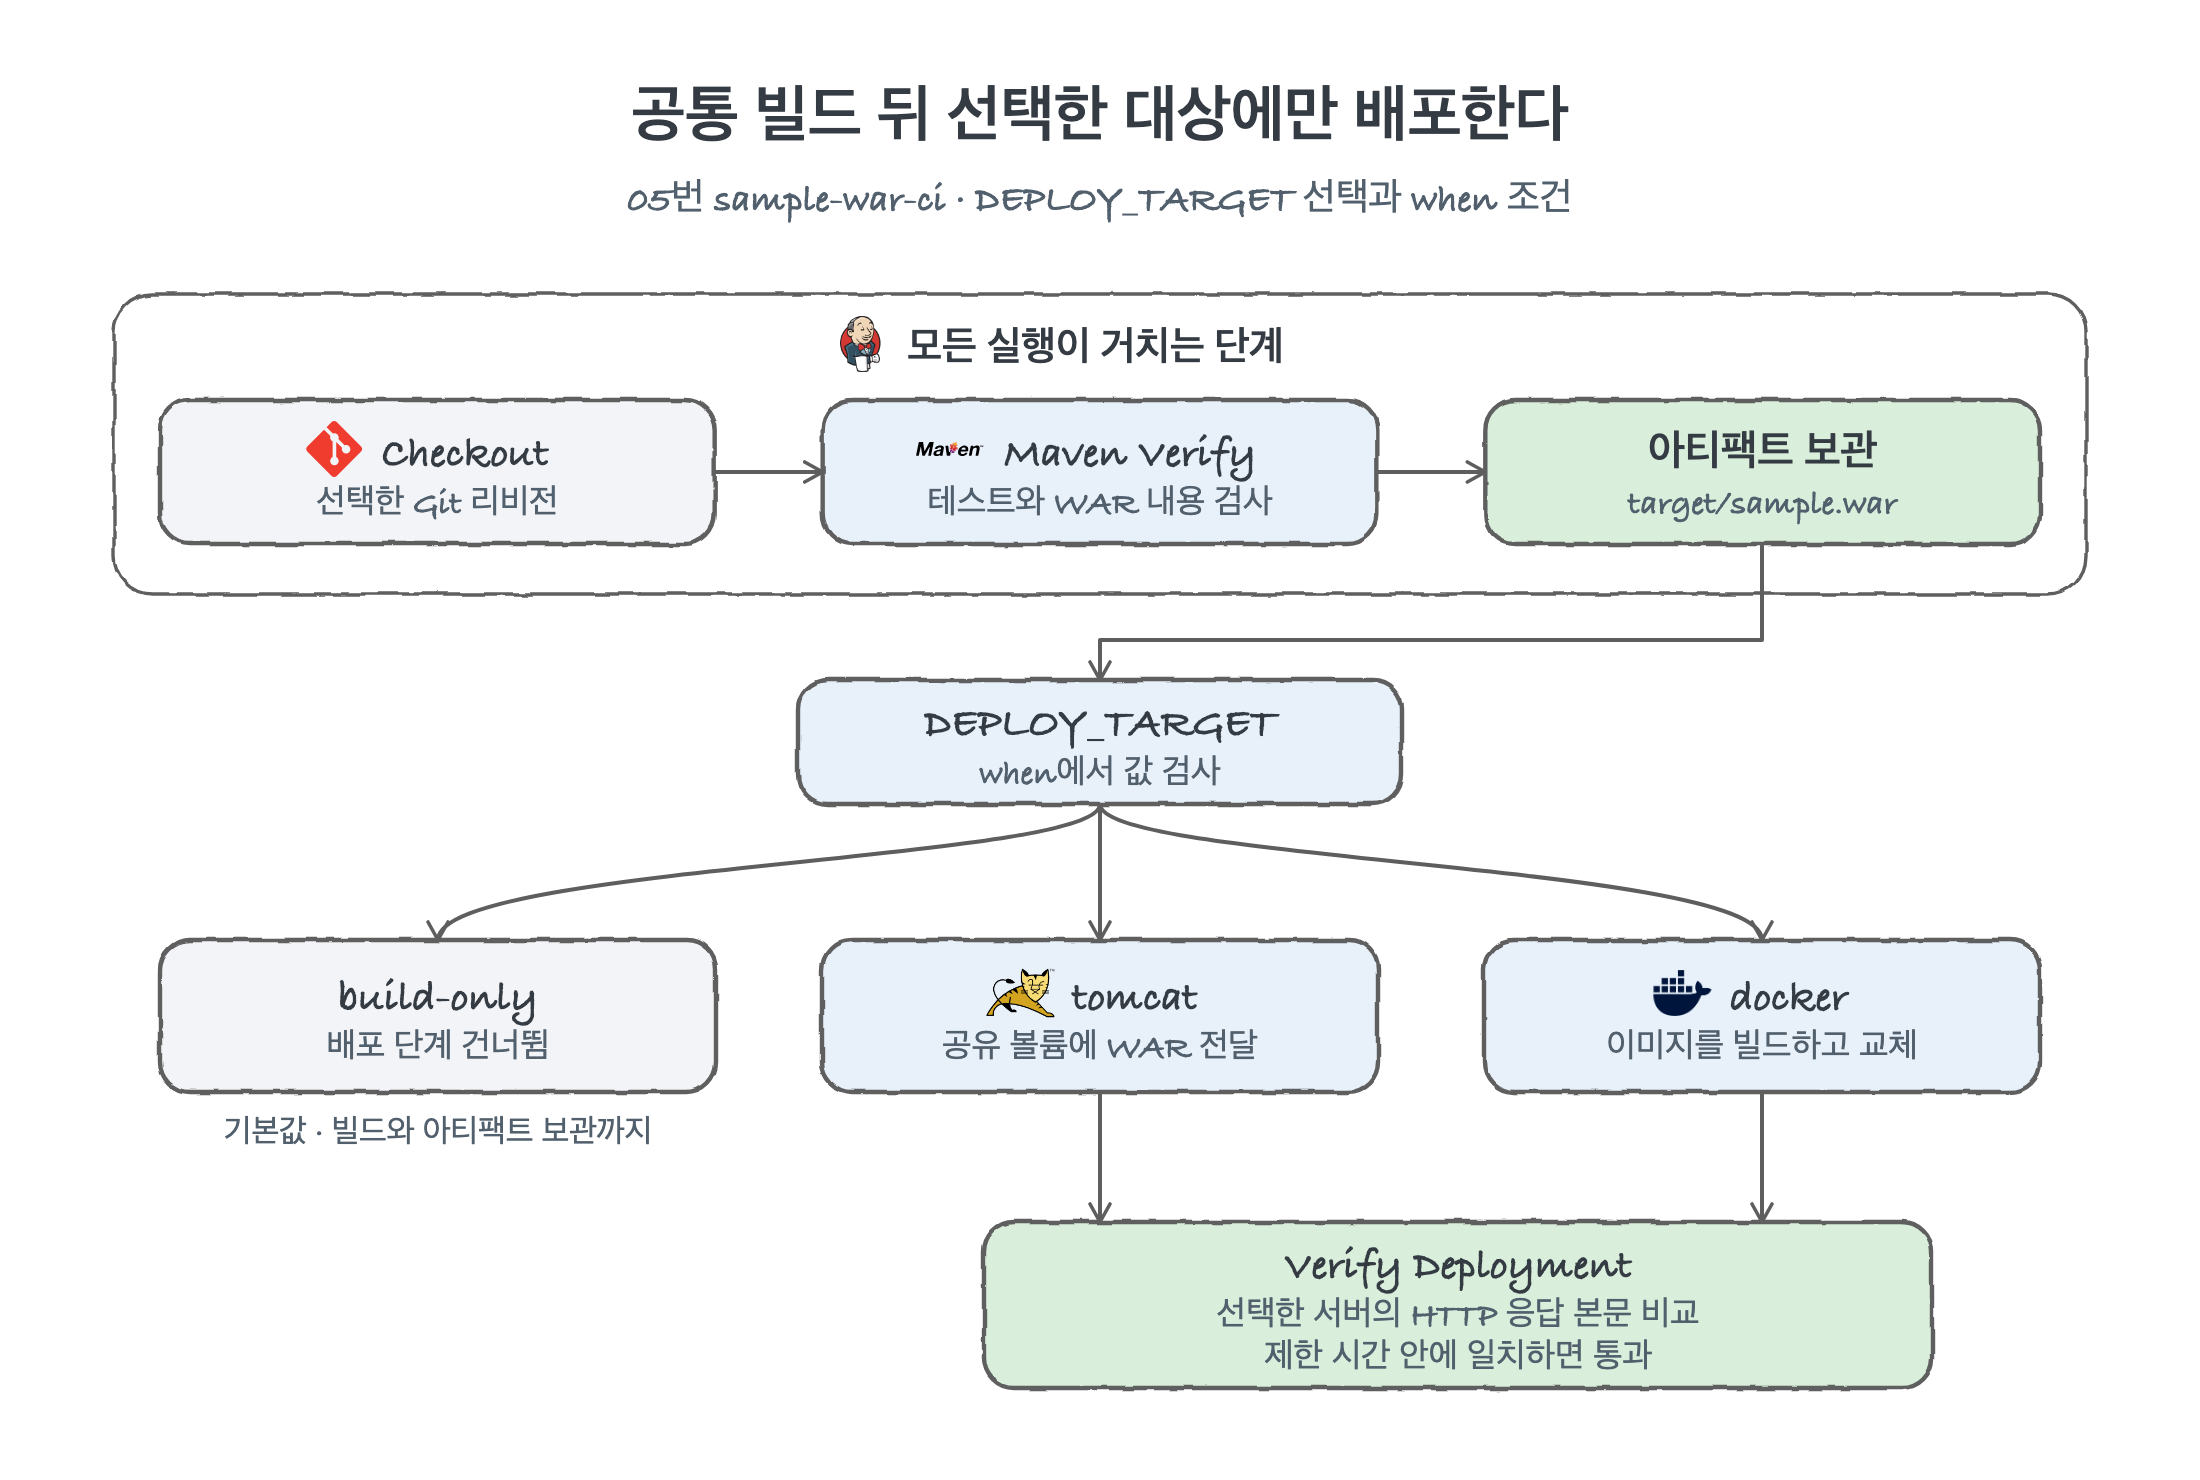 공통 빌드 뒤 선택한 대상에만 배포한다
05번 sample-war-ci · DEPLOY_TARGET 선택과 when 조건
모든 실행이 거치는 단계
Checkout
선택한 Git 리비전
Maven™ Maven Verify
테스트와 WAR 내용 검사
아티팩트 보관
target/sample.war
DEPLOY_TARGET
when에서 값 검사
build-only
배포 단계 건너뜀
기본값 · 빌드와 아티팩트 보관까지
tomcat
공유 볼륨에 WAR 전달
docker
이미지를 빌드하고 교체
Verify Deployment
선택한 서버의 HTTP 응답 본문 비교
제한 시간 안에 일치하면 통과